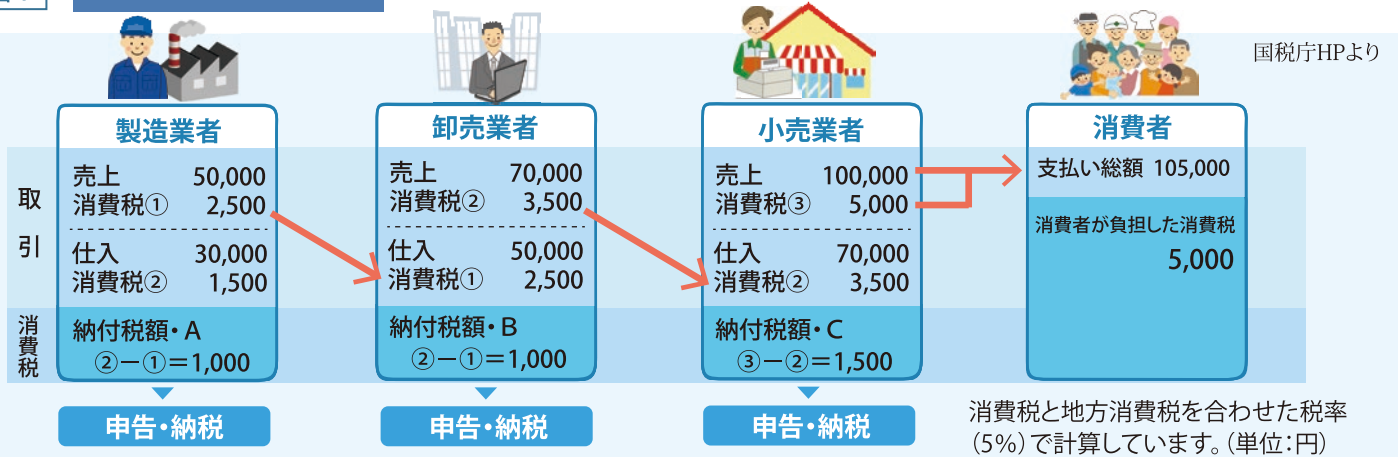 国税庁HPより
製造業者
売上 50,000
消費税① 2,500
仕入 30,000
消費税② 1,500
納付税額・A
②－①＝1,000
申告・納税
卸売業者
売上 70,000
消費税② 3,500
仕入 50,000
消費税① 2,500
納付税額・B
②－①＝1,000
申告・納税
小売業者
売上 100,000
消費税③ 5,000
仕入 70,000
消費税② 3,500
納付税額・C
③－②＝1,500
申告・納税
消費者
支払い総額 105,000
消費者が負担した消費税
5,000
取引
消費税
消費税と地方消費税を合わせた税率
（5%）で計算しています。（単位：円）